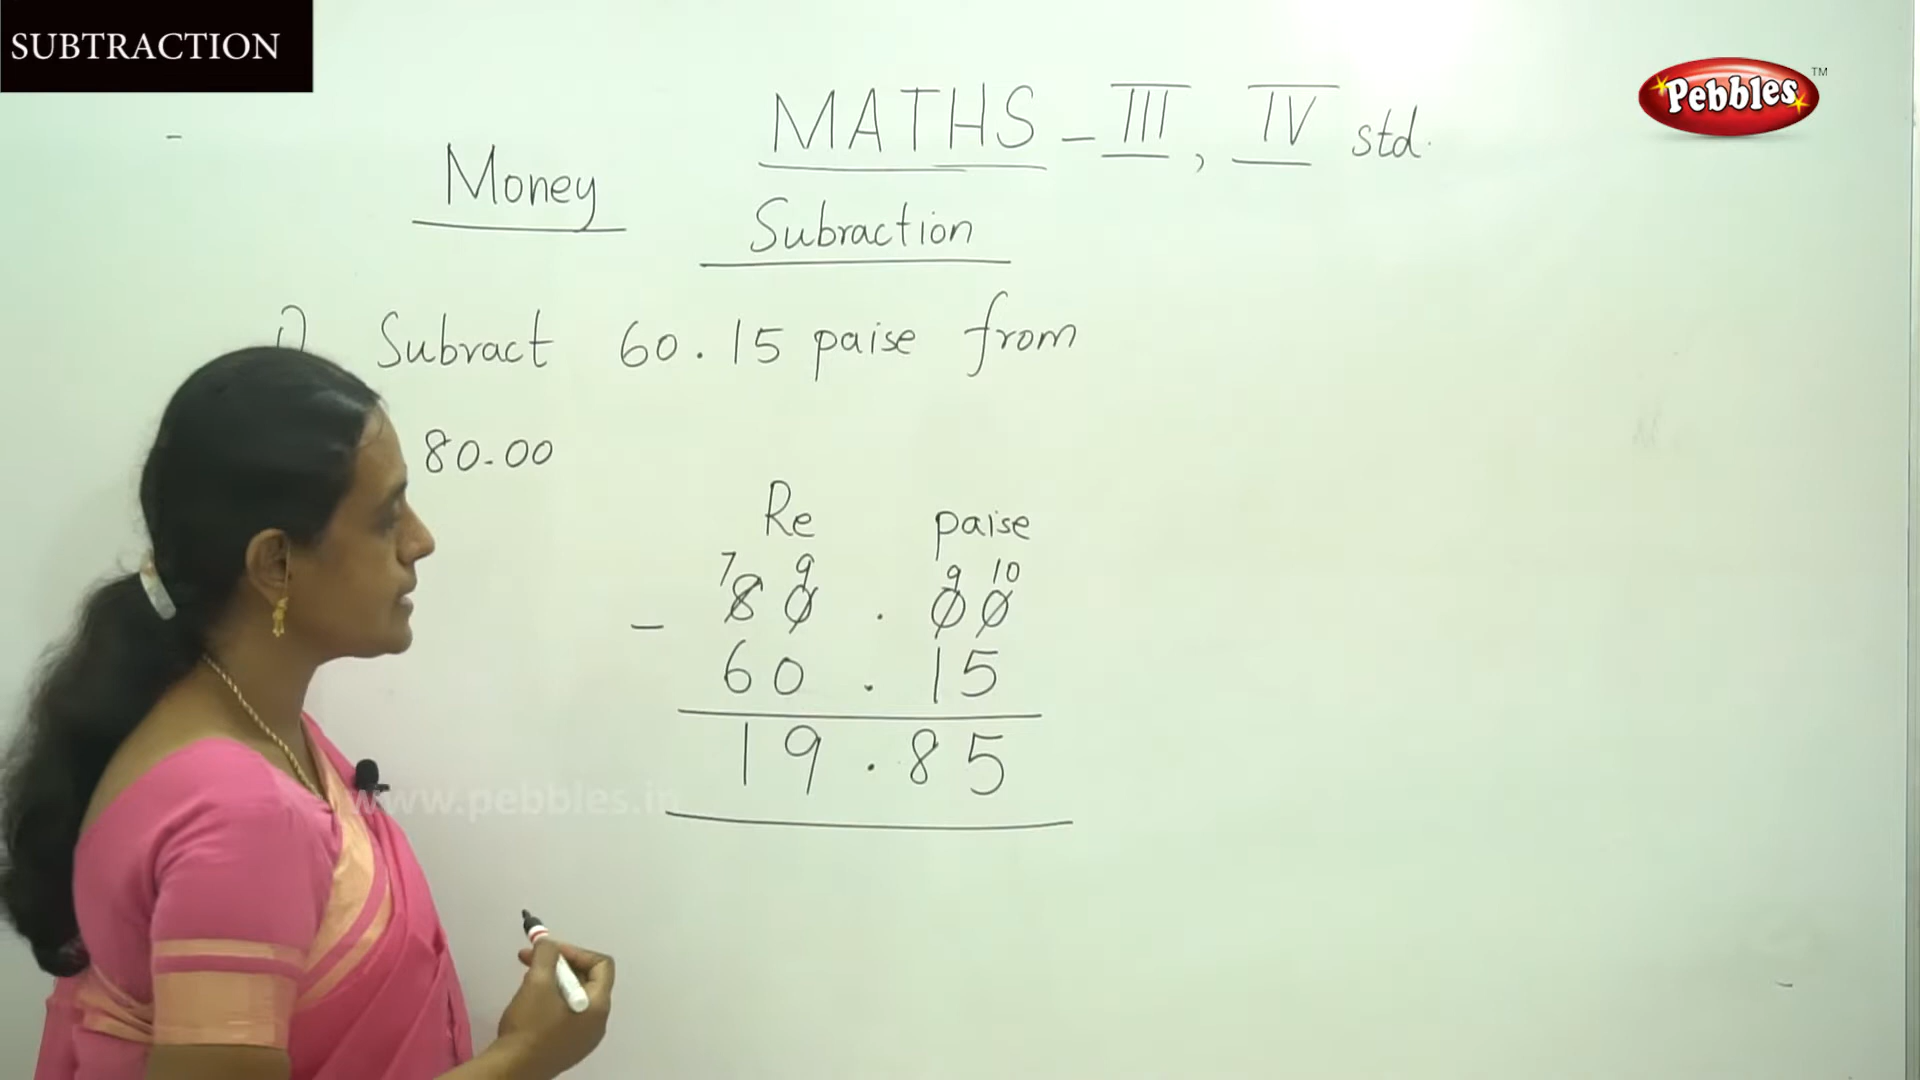 SUBTRACTION
Pebbles TM
MATHS - III, IV std.
Money
Subraction
Subract 60.15 paise from
80.00
Re paise
7 9 9 10
- 80.00
60.15
19.85
www.pebbles.in